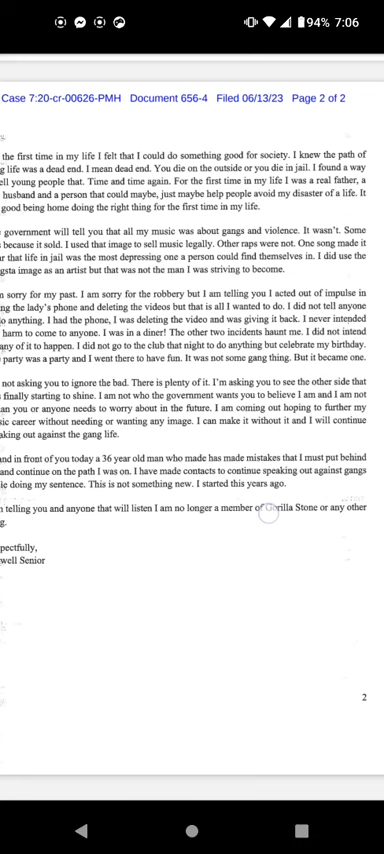 94% 7:06
Case 7:20-cr-00626-PMH Document 656-4 Filed 06/13/23 Page 2 of 2
the first time in my life I felt that I could do something good for society. I knew the path of
g life was a dead end. I mean dead end. You die on the outside or you die in jail. I found a way
ell young people that. Time and time again. For the first time in my life I was a real father, a
husband and a person that could maybe, just maybe help people avoid my disaster of a life. It
good being home doing the right thing for the first time in my life.
government will tell you that all my music was about gangs and violence. It wasn't. Some
because it sold. I used that image to sell music legally. Other raps were not. One song made it
r that life in jail was the most depressing one a person could find themselves in. I did use the
gsta image as an artist but that was not the man I was striving to become.
n sorry for my past. I am sorry for the robbery but I am telling you I acted out of impulse in
ng the lady's phone and deleting the videos but that is all I wanted to do. I did not tell anyone
o anything. I had the phone, I was deleting the video and was giving it back. I never intended
harm to come to anyone. I was in a diner! The other two incidents haunt me. I did not intend
any of it to happen. I did not go to the club that night to do anything but celebrate my birthday.
party was a party and I went there to have fun. It was not some gang thing. But it became one.
not asking you to ignore the bad. There is plenty of it. I'm asking you to see the other side that
finally starting to shine. I am not who the government wants you to believe I am and I am not
an you or anyone needs to worry about in the future. I am coming out hoping to further my
sic career without needing or wanting any image. I can make it without it and I will continue
aking out against the gang life.
and in front of you today a 36 year old man who made has made mistakes that I must put behind
and continue on the path I was on. I have made contacts to continue speaking out against gangs
le doing my sentence. This is not something new. I started this years ago.
n telling you and anyone that will listen I am no longer a member of Gorilla Stone or any other
g.
pectfully,
well Senior
2